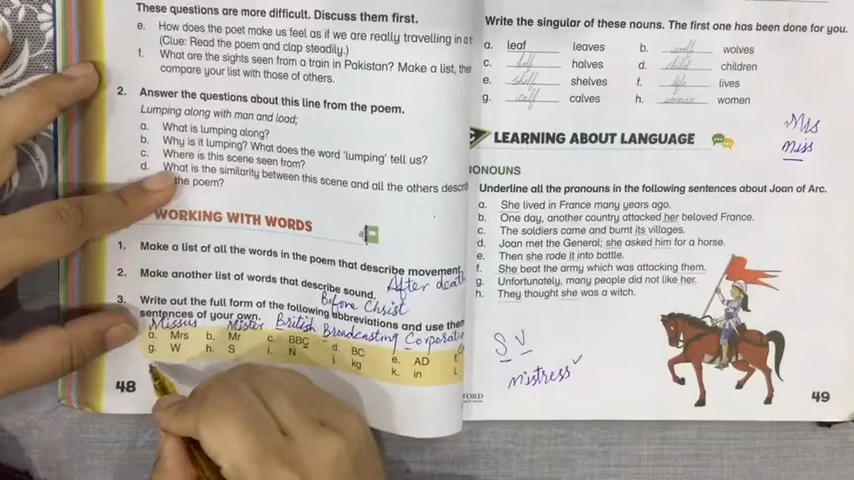 These questions are more difficult. Discuss them first.
e. How does the poet make us feel as if we are really travelling in a t
(Clue: Read the poem and clap steadily.)
f. What are the sights seen from a train in Pakistan? Make a list, the
compare your list with those of others.
2. Answer the questions about this line from the poem.
Lumping along with man and load;
a. What is lumping along?
b. Why is it lumping? What does the word 'lumping' tell us?
c. Where is this scene seen from?
d. What is the similarity between this scene and all the others descri
the poem?
WORKING WITH WORDS
1. Make a list of all the words in the poem that describe movement.
2. Make another list of words that describe sound.
After death
Before Christ
3. Write out the full form of the following abbreviations and use them
sentences of your own.
Missus Mister British Broadcasting Corporatio
a. Mrs b. Mr c. BBC d. BC e. AD f.
g. W h. S i. N j. kg k. in l.
48
Write the singular of these nouns. The first one has been done for you.
a. leaf leaves b. wolf wolves
c. half halves d. child children
e. shelf shelves f. life lives
g. calf calves h. woman women
Mrs
Miss
LEARNING ABOUT LANGUAGE
RONOUNS
Underline all the pronouns in the following sentences about Joan of Arc.
a. She lived in France many years ago.
b. One day, another country attacked her beloved France.
c. The soldiers came and burnt its villages.
d. Joan met the General; she asked him for a horse.
e. Then she rode it into battle.
f. She beat the army which was attacking them.
g. Unfortunately, many people did not like her.
h. They thought she was a witch.
S V
Mistress
FORD
49